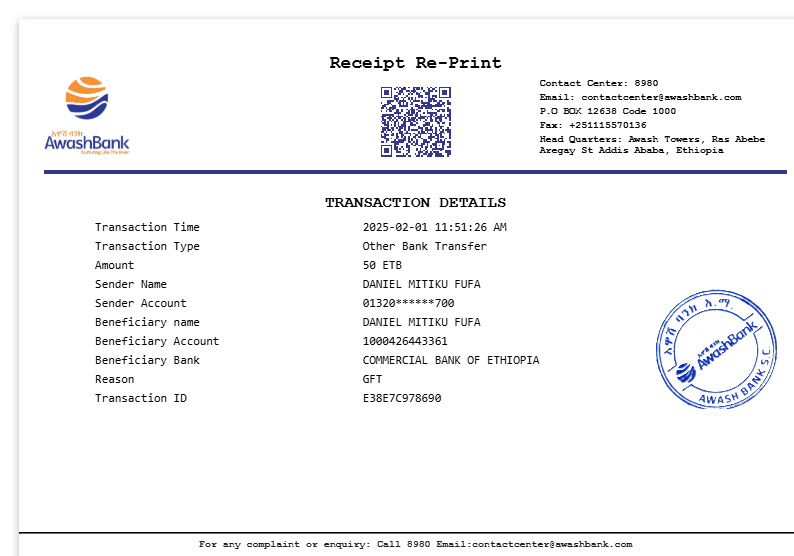 Receipt Re-Print
አዋሽ ባንክ
AwashBank
Nurturing Like The River
Contact Center: 8980
Email: contactcenter@awashbank.com
P.O BOX 12638 Code 1000
Fax: +251115570136
Head Quarters: Awash Towers, Ras Abebe
Aregay St Addis Ababa, Ethiopia
TRANSACTION DETAILS
Transaction Time 2025-02-01 11:51:26 AM
Transaction Type Other Bank Transfer
Amount 50 ETB
Sender Name DANIEL MITIKU FUFA
Sender Account 01320******700
Beneficiary name DANIEL MITIKU FUFA
Beneficiary Account 1000426443361
Beneficiary Bank COMMERCIAL BANK OF ETHIOPIA
Reason GFT
Transaction ID E38E7C978690
አዋሽ ባንክ አ.ማ.
አዋሽ ባንክ
AwashBank
AWASH BANK S.C.
For any complaint or enquiry: Call 8980 Email:contactcenter@awashbank.com